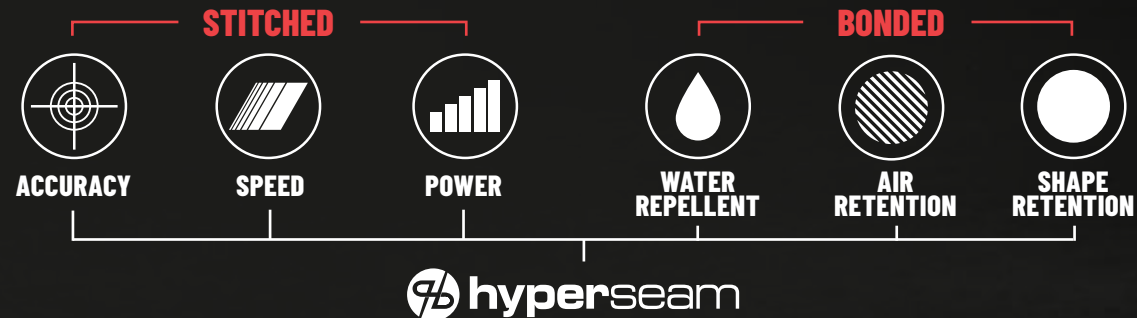 STITCHED
BONDED
ACCURACY
SPEED
POWER
WATER
REPELLENT
AIR
RETENTION
SHAPE
RETENTION
hyperseam